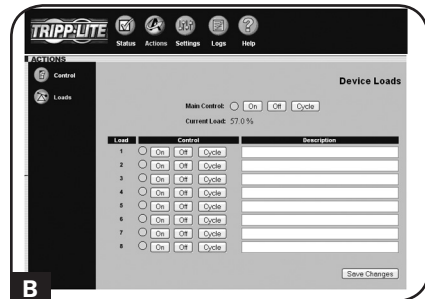 TRIPP·LITE
Status Actions Settings Logs Help
ACTIONS
Control
Loads
Device Loads
Main Control: On Off Cycle
Current Load: 57.0 %
Load Control Description
1 On Off Cycle
2 On Off Cycle
3 On Off Cycle
4 On Off Cycle
5 On Off Cycle
6 On Off Cycle
7 On Off Cycle
8 On Off Cycle
Save Changes
B